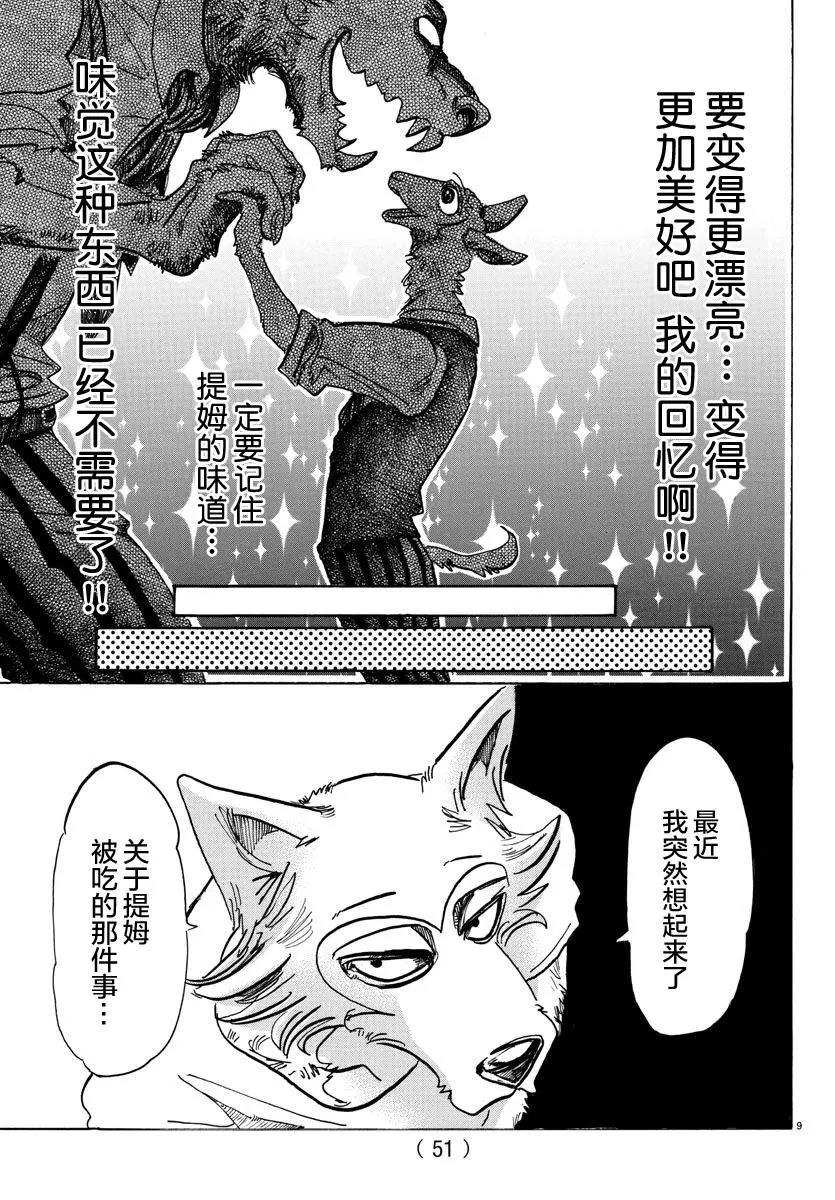 要变得更漂亮… 变得
更加美好吧 我的回忆啊!!
一定要记住
提姆的味道…
味觉这种东西 已经不需要了!!
最近
我突然想起来了
关于提姆
被吃的那件事…
9
(51)